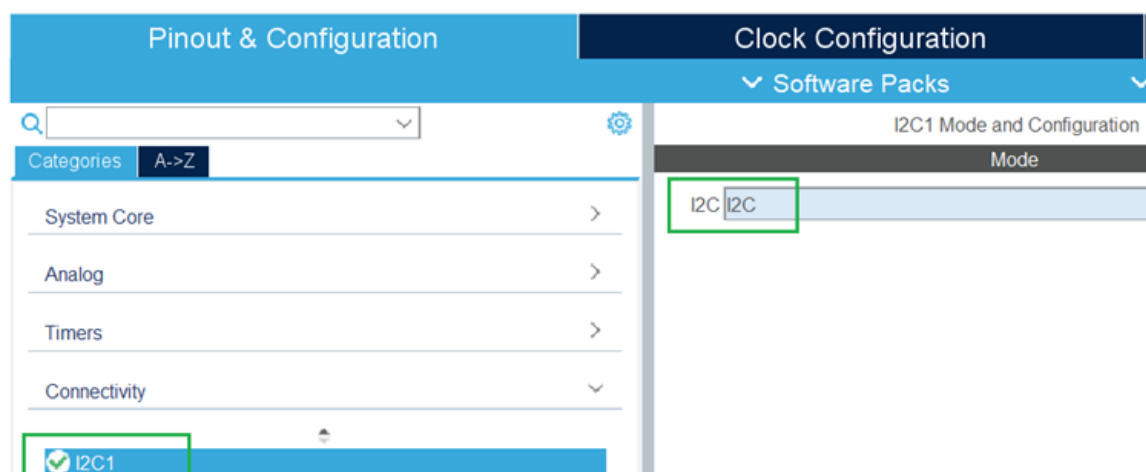 Pinout & Configuration
Clock Configuration
Software Packs
I2C1 Mode and Configuration
Categories
A->Z
Mode
System Core
I2C I2C
Analog
Timers
Connectivity
I2C1